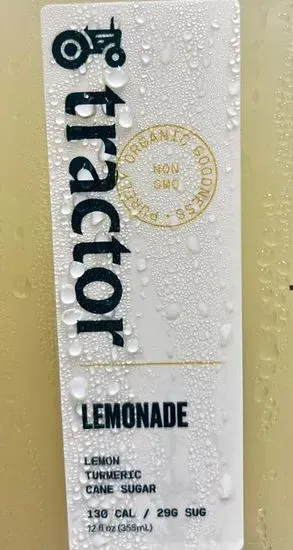 tractor
PURELY ORGANIC GOODNESS •
NON
GMO
LEMONADE
LEMON
TURMERIC
CANE SUGAR
130 CAL / 29G SUG
12 fl oz (355mL)